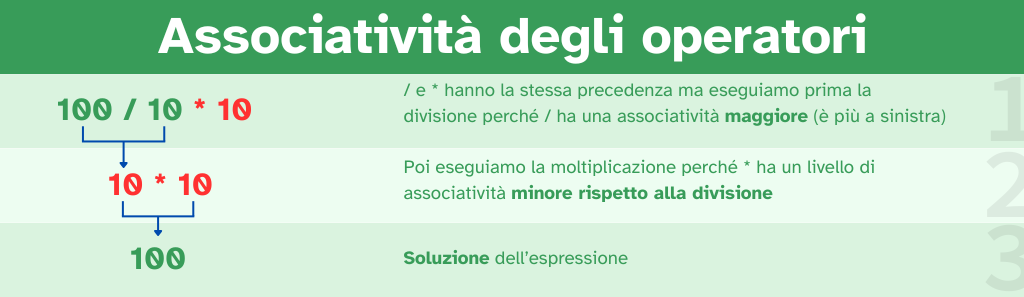 Associatività degli operatori
100 / 10 * 10
/ e * hanno la stessa precedenza ma eseguiamo prima la
divisione perché / ha una associatività maggiore (è più a sinistra)
1
10 * 10
Poi eseguiamo la moltiplicazione perché * ha un livello di
associatività minore rispetto alla divisione
2
100
Soluzione dell'espressione
3